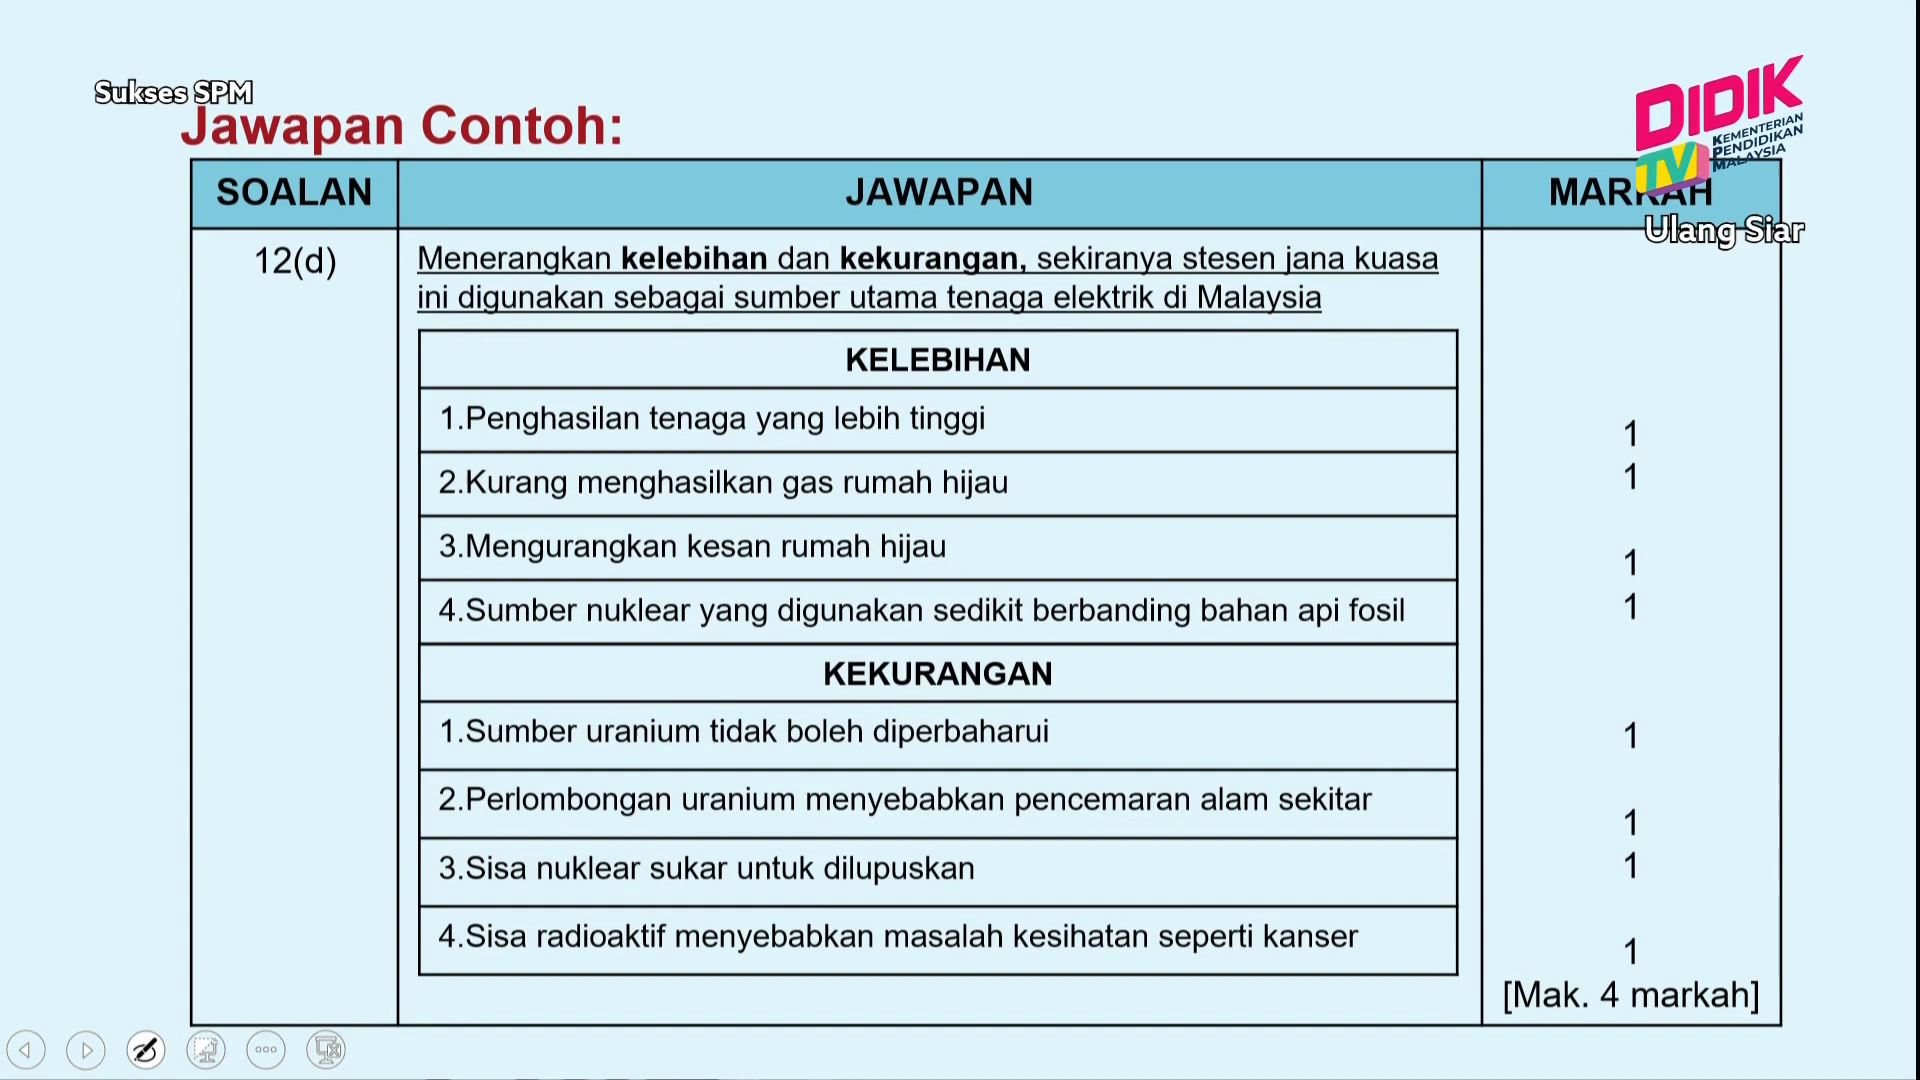 Sukses SPM
Jawapan Contoh:
DIDIK
TV
KEMENTERIAN
PENDIDIKAN
MALAYSIA
Ulang Siar
SOALAN
JAWAPAN
MARKAH
12(d)
Menerangkan kelebihan dan kekurangan, sekiranya stesen jana kuasa
ini digunakan sebagai sumber utama tenaga elektrik di Malaysia
KELEBIHAN
1.Penghasilan tenaga yang lebih tinggi
1
2.Kurang menghasilkan gas rumah hijau
1
3.Mengurangkan kesan rumah hijau
1
4.Sumber nuklear yang digunakan sedikit berbanding bahan api fosil
1
KEKURANGAN
1.Sumber uranium tidak boleh diperbaharui
1
2.Perlombongan uranium menyebabkan pencemaran alam sekitar
1
3.Sisa nuklear sukar untuk dilupuskan
1
4.Sisa radioaktif menyebabkan masalah kesihatan seperti kanser
1
[Mak. 4 markah]